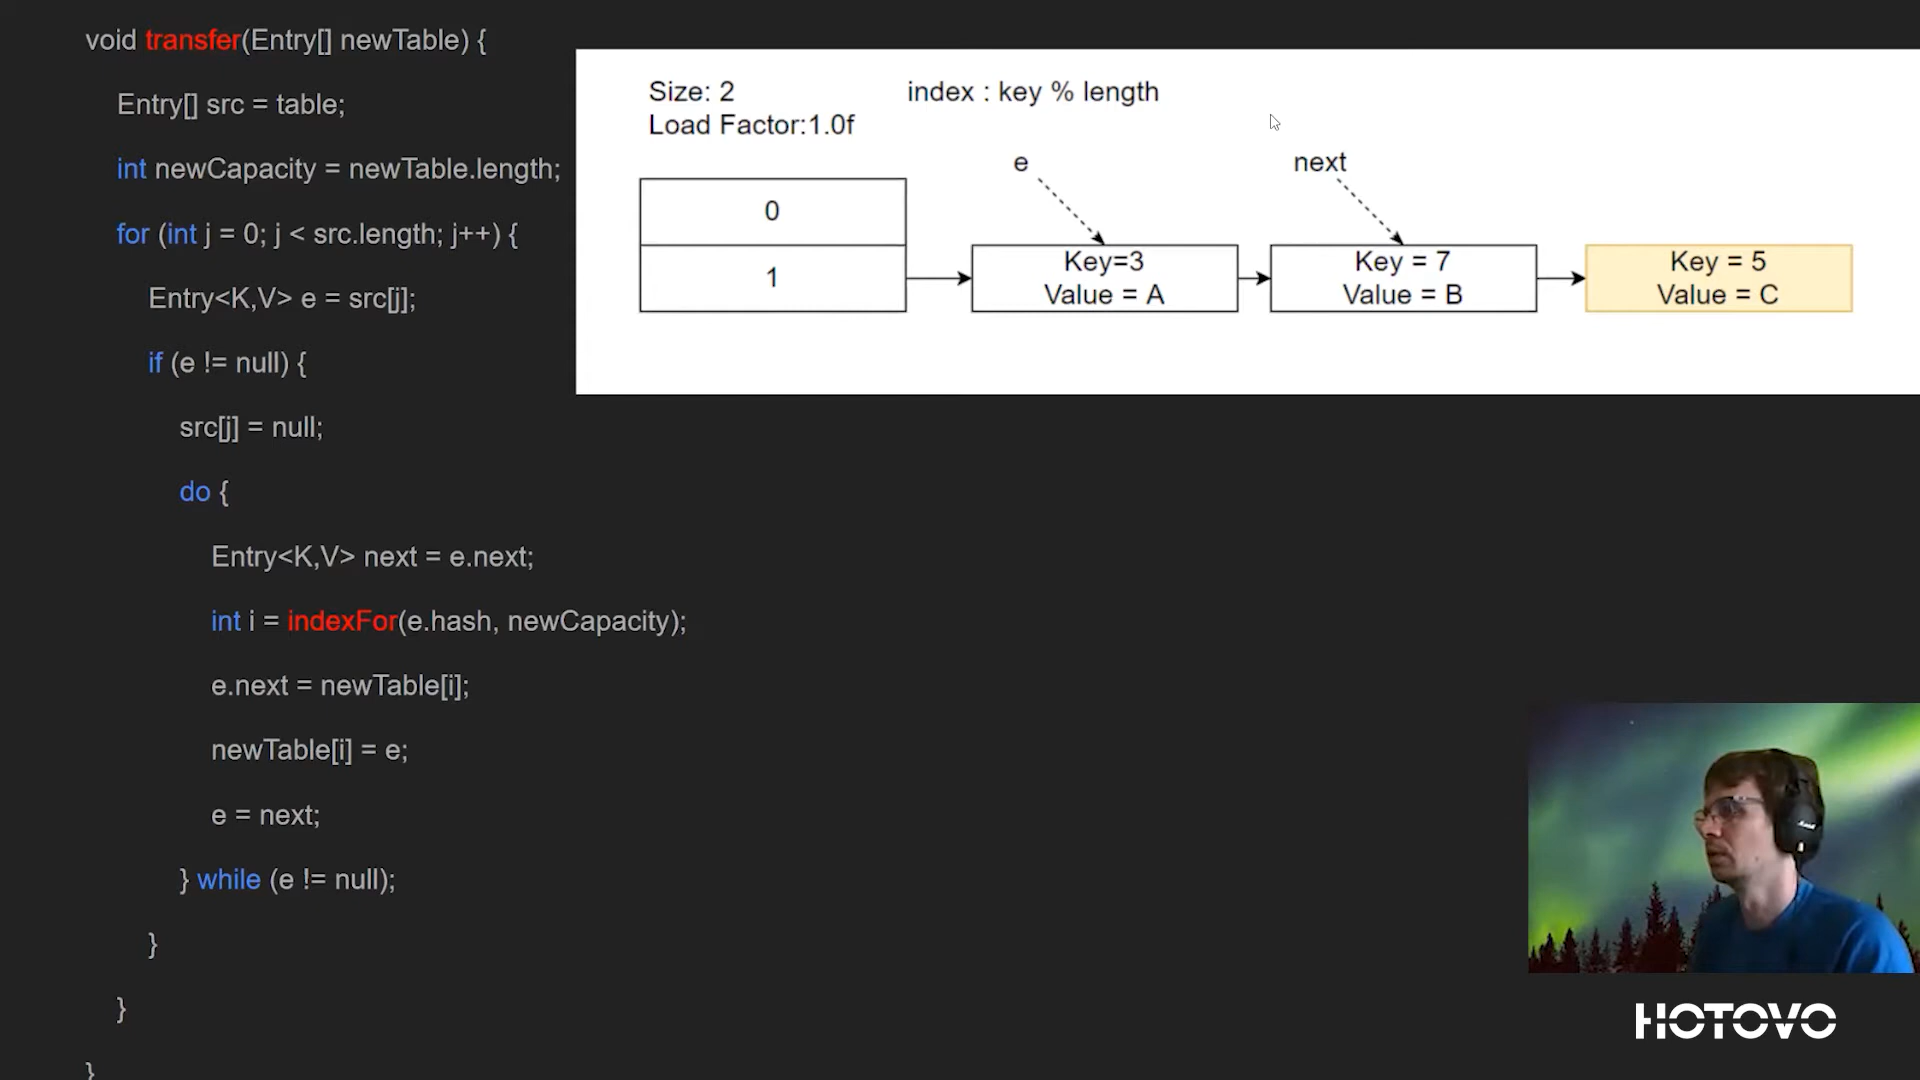 void transfer(Entry[] newTable) {
Entry[] src = table;
int newCapacity = newTable.length;
for (int j = 0; j < src.length; j++) {
Entry<K,V> e = src[j];
if (e != null) {
src[j] = null;
do {
Entry<K,V> next = e.next;
int i = indexFor(e.hash, newCapacity);
e.next = newTable[i];
newTable[i] = e;
e = next;
} while (e != null);
}
}
}
Size: 2
index : key % length
Load Factor:1.0f
e
next
0
1
Key=3
Value = A
Key = 7
Value = B
Key = 5
Value = C
HOTOVO